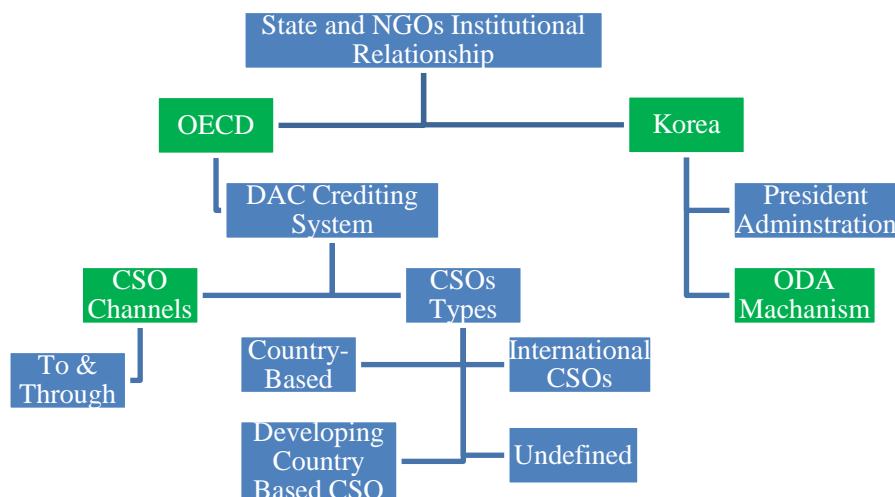 State and NGOs Institutional
Relationship
OECD
Korea
DAC Crediting
System
President
Adminstration
CSO
Channels
CSOs
Types
ODA
Machanism
To &
Through
Country-
Based
International
CSOs
Developing
Country
Based CSO
Undefined